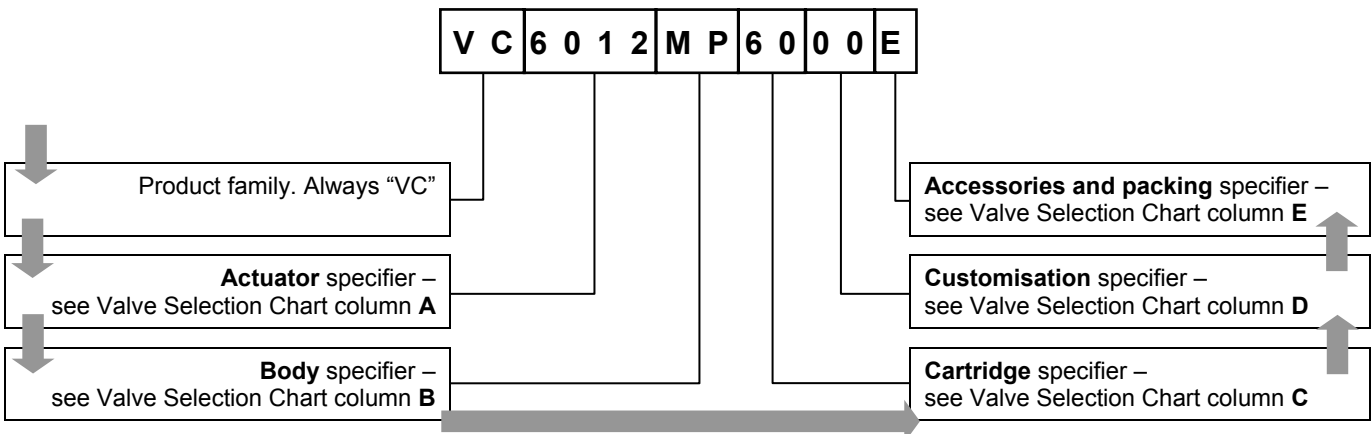 V C 6 0 1 2 M P 6 0 0 0 E
Product family. Always “VC”
Actuator specifier –
see Valve Selection Chart column A
Body specifier –
see Valve Selection Chart column B
Cartridge specifier –
see Valve Selection Chart column C
Customisation specifier –
see Valve Selection Chart column D
Accessories and packing specifier –
see Valve Selection Chart column E